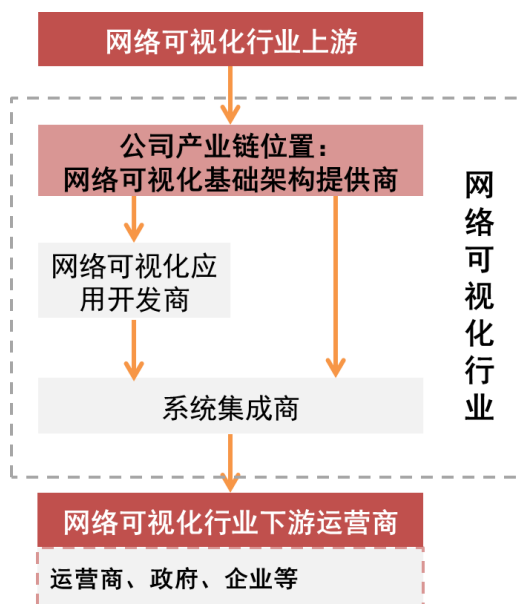 网络可视化行业上游
公司产业链位置：
网络可视化基础架构提供商
网络可视化应
用开发商
系统集成商
网络可视化行业
网络可视化行业下游运营商
运营商、政府、企业等